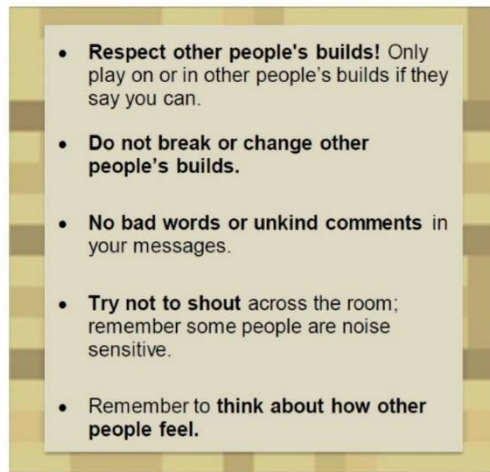 • Respect other people's builds! Only
play on or in other people’s builds if they
say you can.
• Do not break or change other
people’s builds.
• No bad words or unkind comments in
your messages.
• Try not to shout across the room;
remember some people are noise
sensitive.
• Remember to think about how other
people feel.